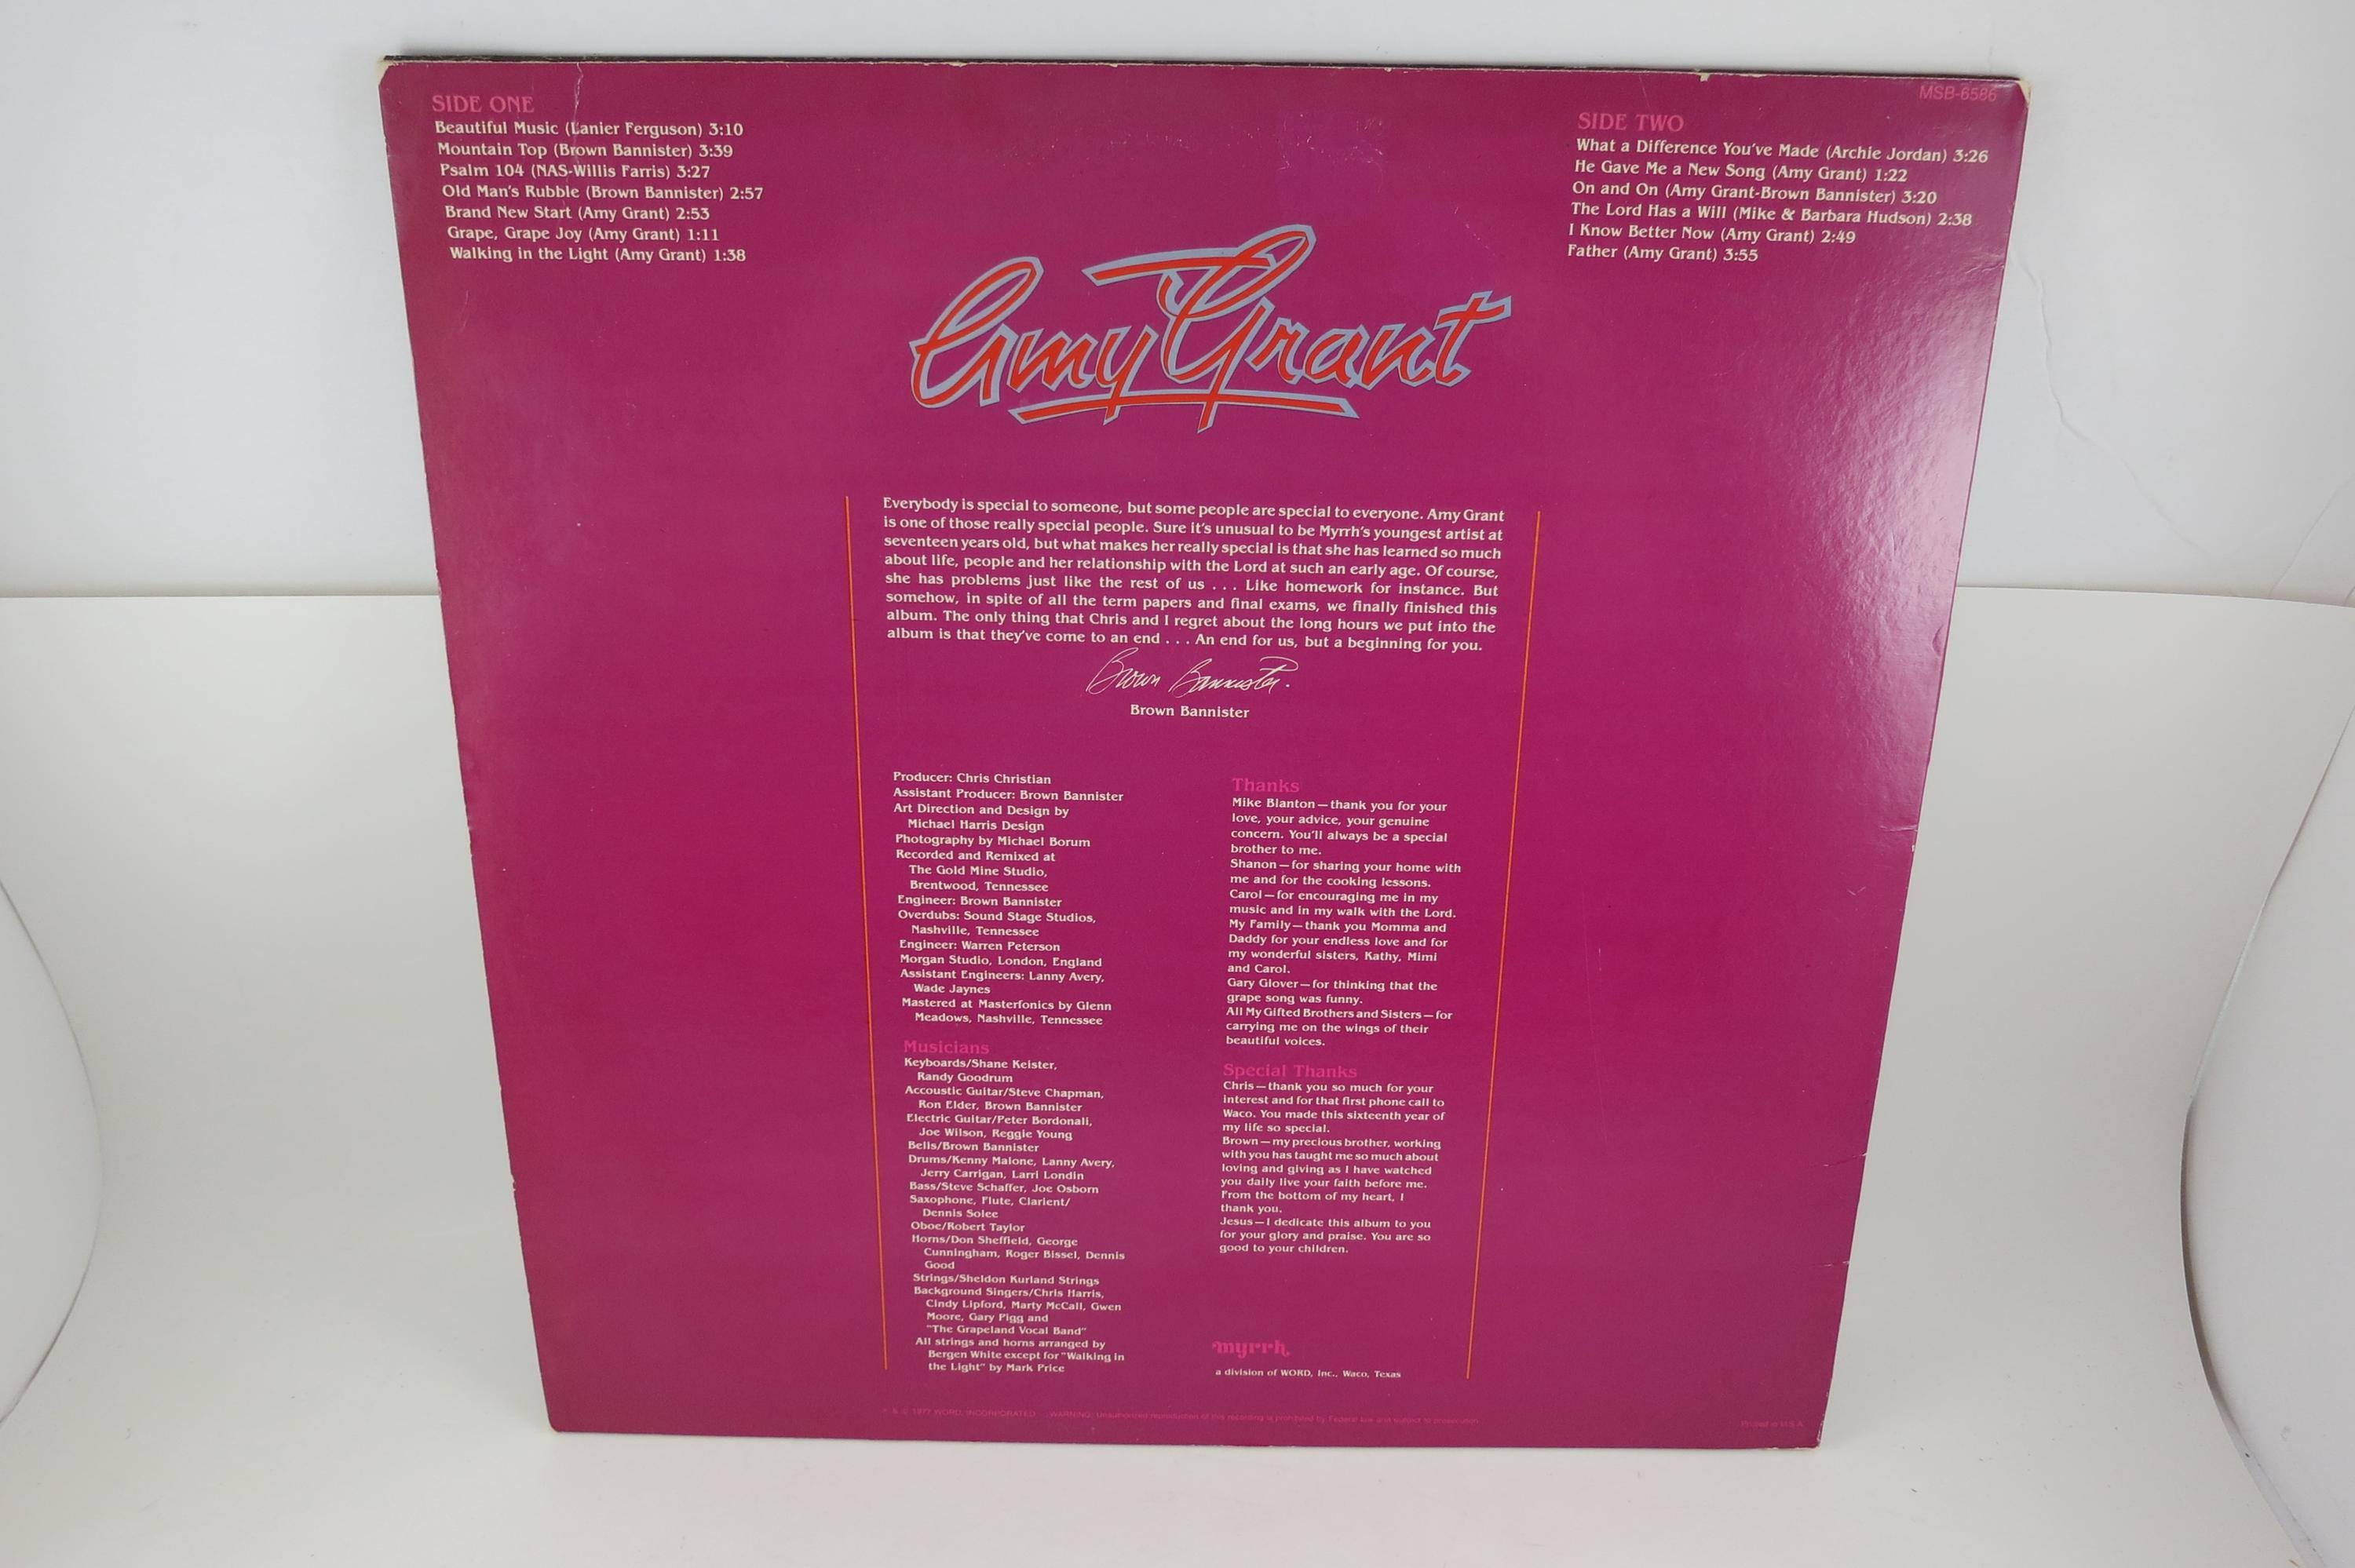 SIDE ONE
Beautiful Music (Lanier Ferguson) 3:10
Mountain Top (Brown Bannister) 3:39
Psalm 104 (NAS-Willis Farris) 3:27
Old Man's Rubble (Brown Bannister) 2:57
Brand New Start (Amy Grant) 2:53
Grape, Grape Joy (Amy Grant) 1:11
Walking in the Light (Amy Grant) 1:38
MSB-6586
SIDE TWO
What a Difference You've Made (Archie Jordan) 3:26
He Gave Me a New Song (Amy Grant) 1:22
On and On (Amy Grant-Brown Bannister) 3:20
The Lord Has a Will (Mike & Barbara Hudson) 2:38
I Know Better Now (Amy Grant) 2:49
Father (Amy Grant) 3:55
Amy Grant
Everybody is special to someone, but some people are special to everyone. Amy Grant
is one of those really special people. Sure it's unusual to be Myrrh's youngest artist at
seventeen years old, but what makes her really special is that she has learned so much
about life, people and her relationship with the Lord at such an early age. Of course,
she has problems just like the rest of us . . . Like homework for instance. But
somehow, in spite of all the term papers and final exams, we finally finished this
album. The only thing that Chris and I regret about the long hours we put into the
album is that they've come to an end . . . An end for us, but a beginning for you.
Brown Bannister.
Brown Bannister
Producer: Chris Christian
Assistant Producer: Brown Bannister
Art Direction and Design by
Michael Harris Design
Photography by Michael Borum
Recorded and Remixed at
The Gold Mine Studio,
Brentwood, Tennessee
Engineer: Brown Bannister
Overdubs: Sound Stage Studios,
Nashville, Tennessee
Engineer: Warren Peterson
Morgan Studio, London, England
Assistant Engineers: Lanny Avery,
Wade Jaynes
Mastered at Masterfonics by Glenn
Meadows, Nashville, Tennessee
Musicians
Keyboards/Shane Keister,
Randy Goodrum
Accoustic Guitar/Steve Chapman,
Ron Elder, Brown Bannister
Electric Guitar/Peter Bordonali,
Joe Wilson, Reggie Young
Bells/Brown Bannister
Drums/Kenny Malone, Lanny Avery,
Jerry Carrigan, Larri Londin
Bass/Steve Schaffer, Joe Osborn
Saxophone, Flute, Clarient/
Dennis Solee
Oboe/Robert Taylor
Horns/Don Sheffield, George
Cunningham, Roger Bissel, Dennis
Good
Strings/Sheldon Kurland Strings
Background Singers/Chris Harris,
Cindy Lipford, Marty McCall, Gwen
Moore, Gary Pigg and
"The Grapeland Vocal Band"
All strings and horns arranged by
Bergen White except for "Walking in
the Light" by Mark Price
Thanks
Mike Blanton—thank you for your
love, your advice, your genuine
concern. You'll always be a special
brother to me.
Shanon—for sharing your home with
me and for the cooking lessons.
Carol—for encouraging me in my
music and in my walk with the Lord.
My Family—thank you Momma and
Daddy for your endless love and for
my wonderful sisters, Kathy, Mimi
and Carol.
Gary Glover—for thinking that the
grape song was funny.
All My Gifted Brothers and Sisters—for
carrying me on the wings of their
beautiful voices.
Special Thanks
Chris—thank you so much for your
interest and for that first phone call to
Waco. You made this sixteenth year of
my life so special.
Brown—my precious brother, working
with you has taught me so much about
loving and giving as I have watched
you daily live your faith before me.
From the bottom of my heart, I
thank you.
Jesus—I dedicate this album to you
for your glory and praise. You are so
good to your children.
myrrh
a division of WORD, Inc., Waco, Texas
℗ & © 1977 WORD, INCORPORATED WARNING: Unauthorized reproduction of this recording is prohibited by Federal law and subject to prosecution.
Printed in U.S.A.